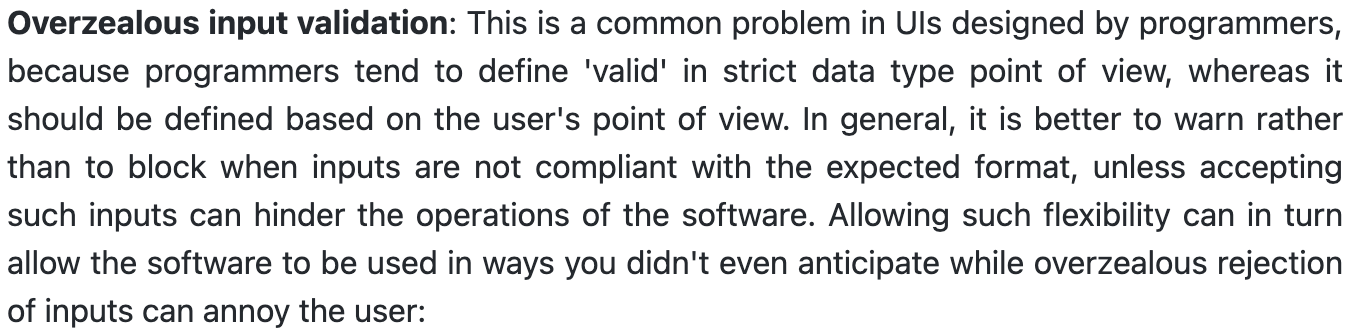 Overzealous input validation: This is a common problem in UIs designed by programmers,
because programmers tend to define 'valid' in strict data type point of view, whereas it
should be defined based on the user's point of view. In general, it is better to warn rather
than to block when inputs are not compliant with the expected format, unless accepting
such inputs can hinder the operations of the software. Allowing such flexibility can in turn
allow the software to be used in ways you didn't even anticipate while overzealous rejection
of inputs can annoy the user: